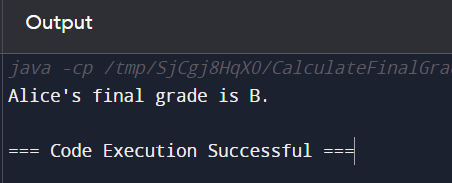 Output
java -cp /tmp/SjCgj8HqXO/CalculateFinalGra
Alice's final grade is B.
=== Code Execution Successful ===